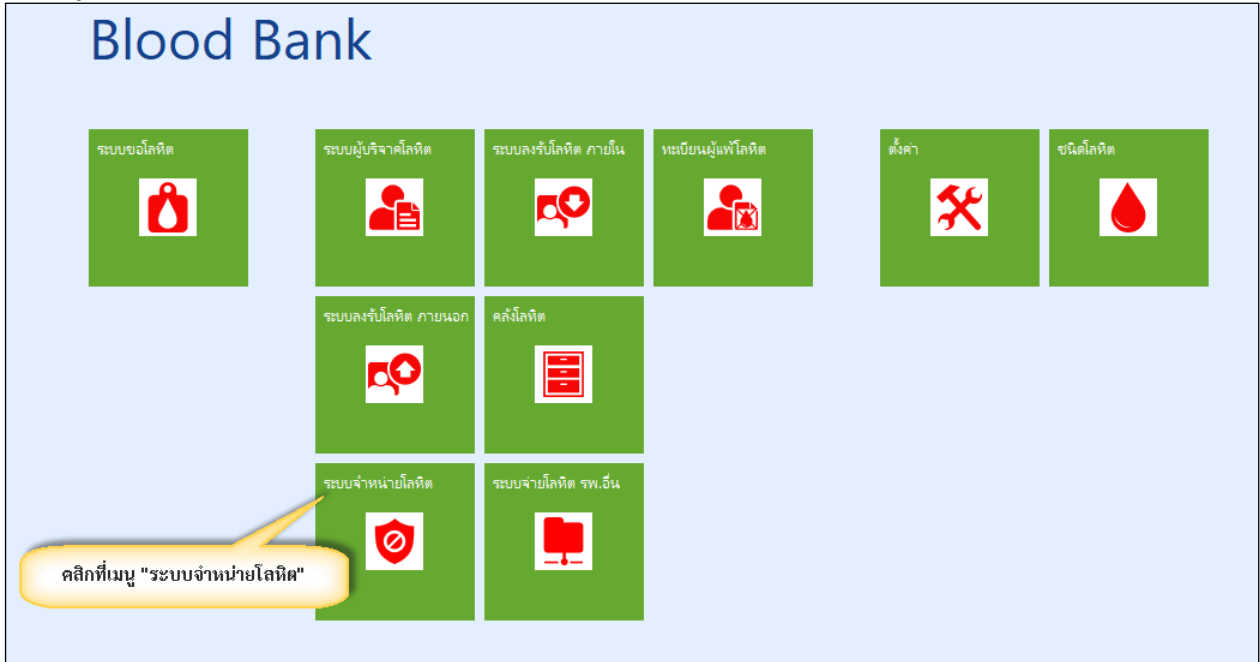 Blood Bank
ระบบขอโลหิต
ระบบผู้บริจาคโลหิต
ระบบลงรับโลหิต ภายใน
ทะเบียนผู้แพ้โลหิต
ตั้งค่า
ชนิดโลหิต
ระบบลงรับโลหิต ภายนอก
คลังโลหิต
ระบบจำหน่ายโลหิต
ระบบจ่ายโลหิต รพ.อื่น
คลิกที่เมนู "ระบบจำหน่ายโลหิต"